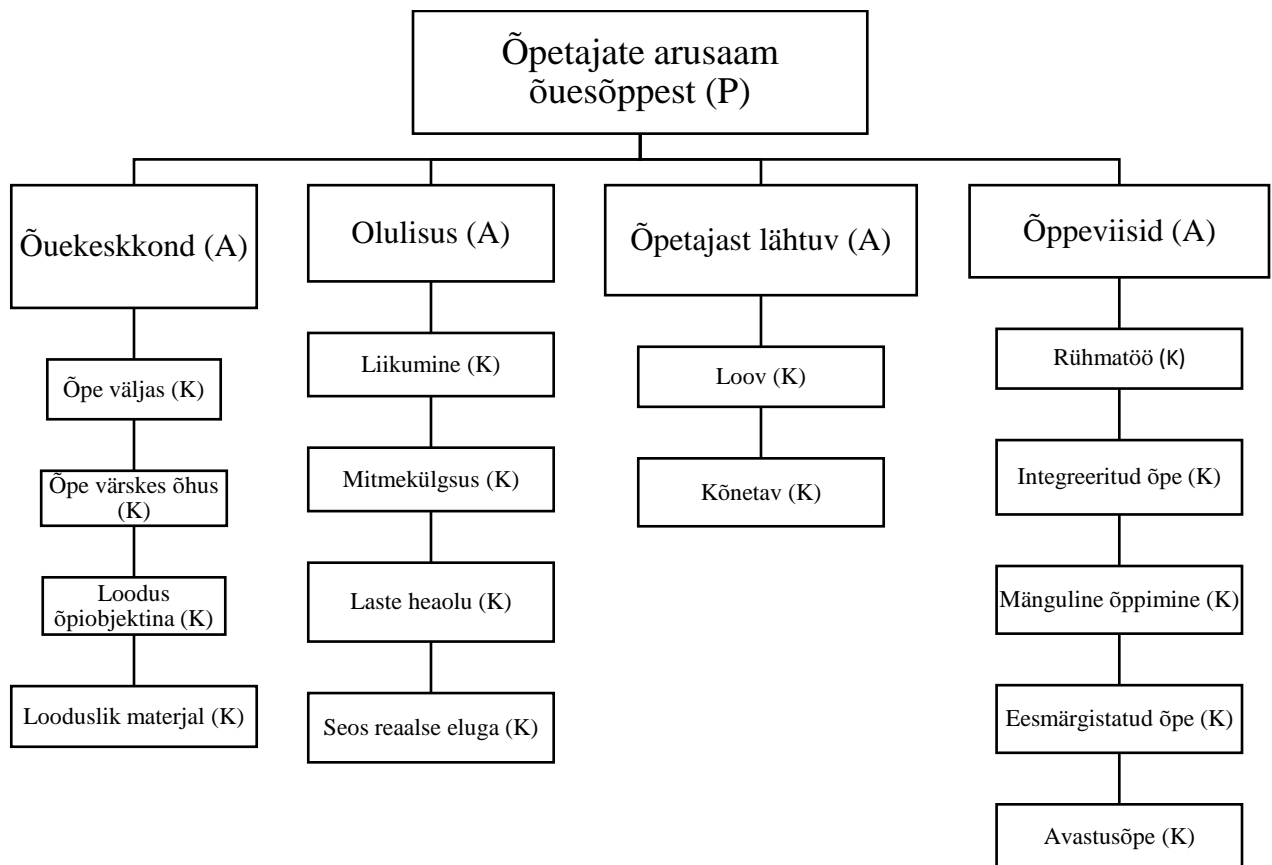 Õpetajate arusaam
õuesõppest (P)
Õuekeskkond (A)
Õpe väljas (K)
Õpe värskes õhus
(K)
Loodus
õpiobjektina (K)
Looduslik materjal (K)
Olulisus (A)
Liikumine (K)
Mitmekülgsus (K)
Laste heaolu (K)
Seos reaalse eluga (K)
Õpetajast lähtuv (A)
Loov (K)
Kõnetav (K)
Õppeviisid (A)
Rühmatöö (K)
Integreeritud õpe (K)
Mänguline õppimine (K)
Eesmärgistatud õpe (K)
Avastusõpe (K)